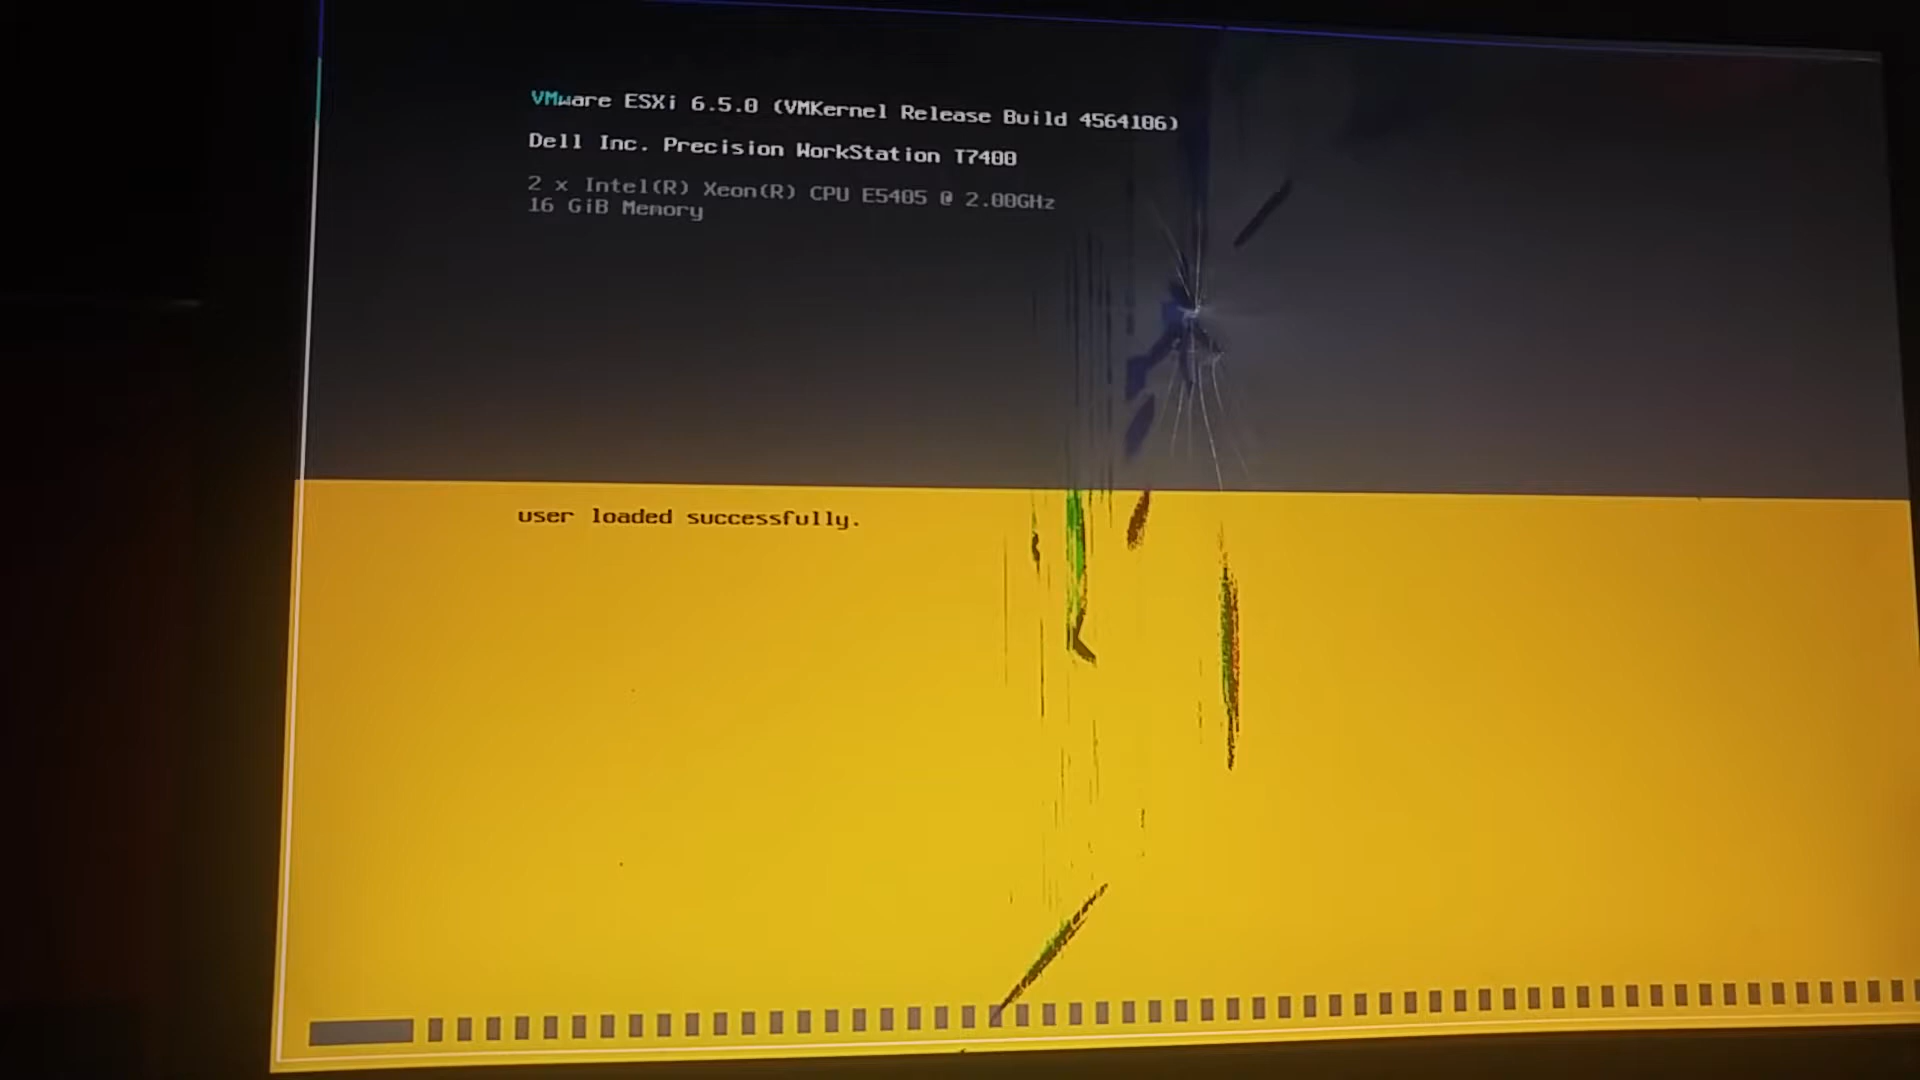 VMware ESXi 6.5.0 (VMKernel Release Build 4564106)
Dell Inc. Precision WorkStation T7400
2 x Intel(R) Xeon(R) CPU E5405 @ 2.00GHz
16 GiB Memory
user loaded successfully.